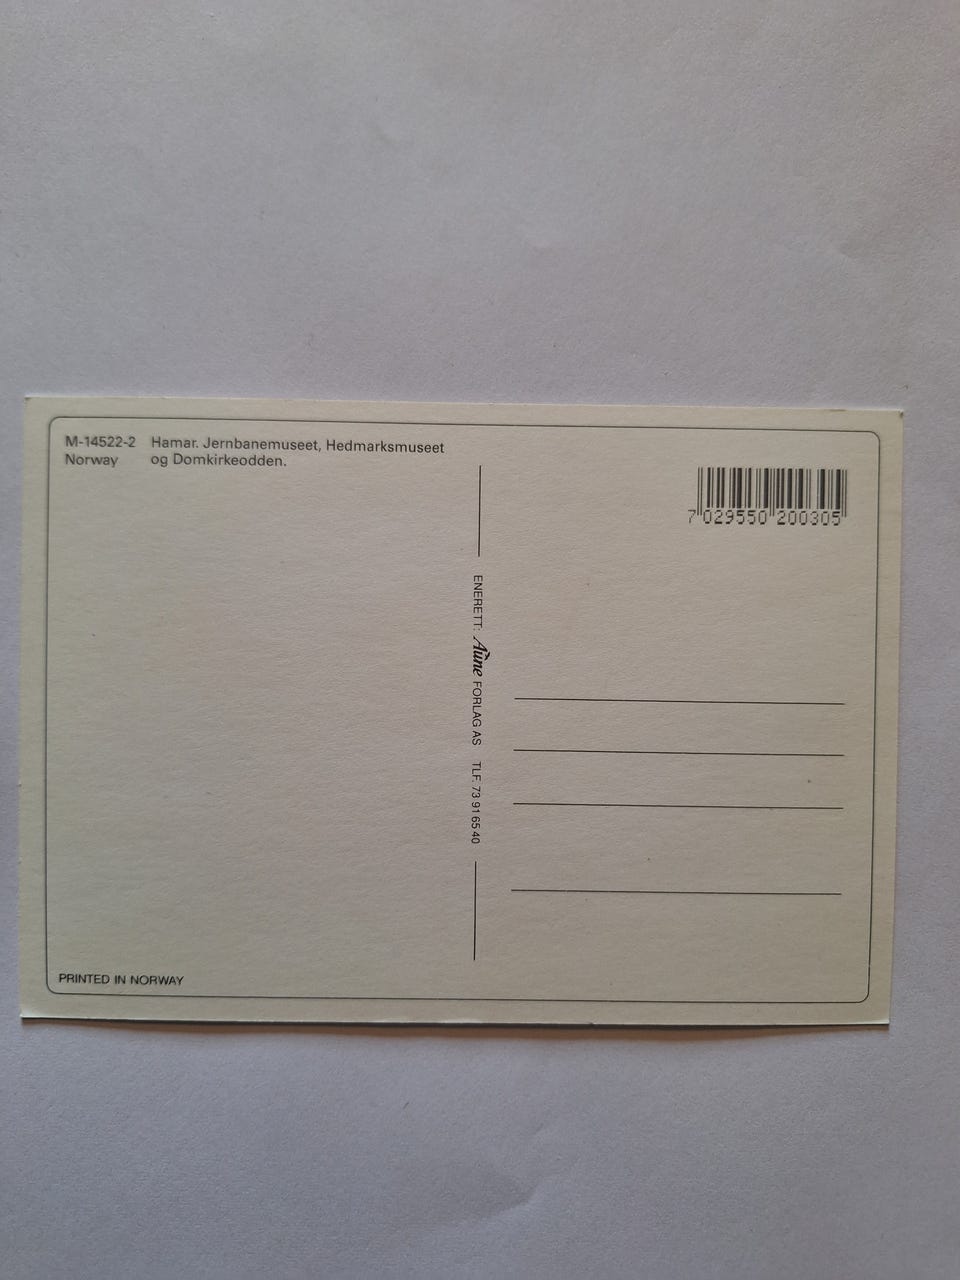 M-14522-2 Hamar. Jernbanemuseet, Hedmarksmuseet
Norway og Domkirkeodden.
7 029550 200305
ENERETT: Aune FORLAG AS TLF. 73 91 65 40
PRINTED IN NORWAY